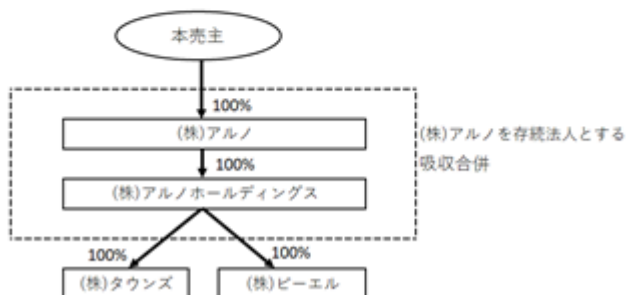 本売主
100%
(株)アルノ
100%
(株)アルノを存続法人とする
吸収合併
(株)アルノホールディングス
100%
100%
(株)タウンズ
(株)ビーエル